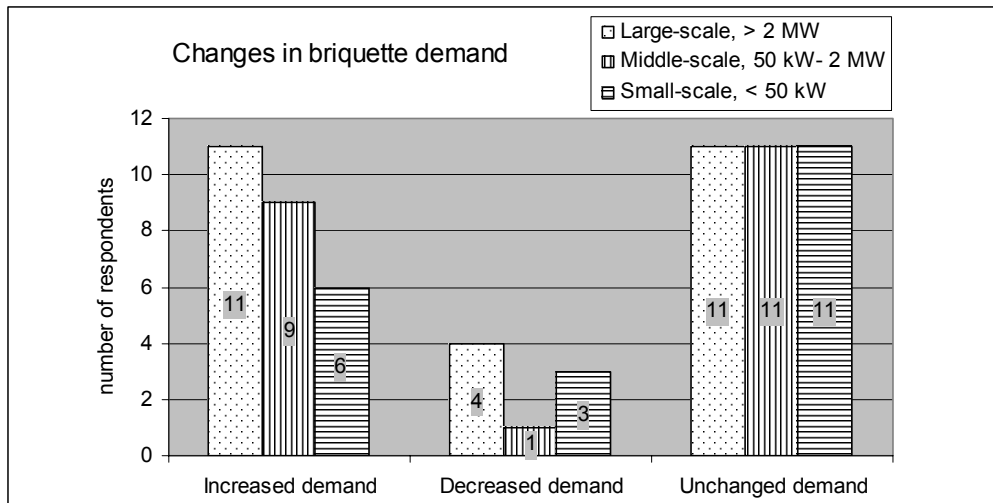 Changes in briquette demand
Large-scale, > 2 MW
Middle-scale, 50 kW- 2 MW
Small-scale, < 50 kW
number of respondents
12
10
8
6
4
2
0
11
9
6
4
1
3
11
11
11
Increased demand
Decreased demand
Unchanged demand